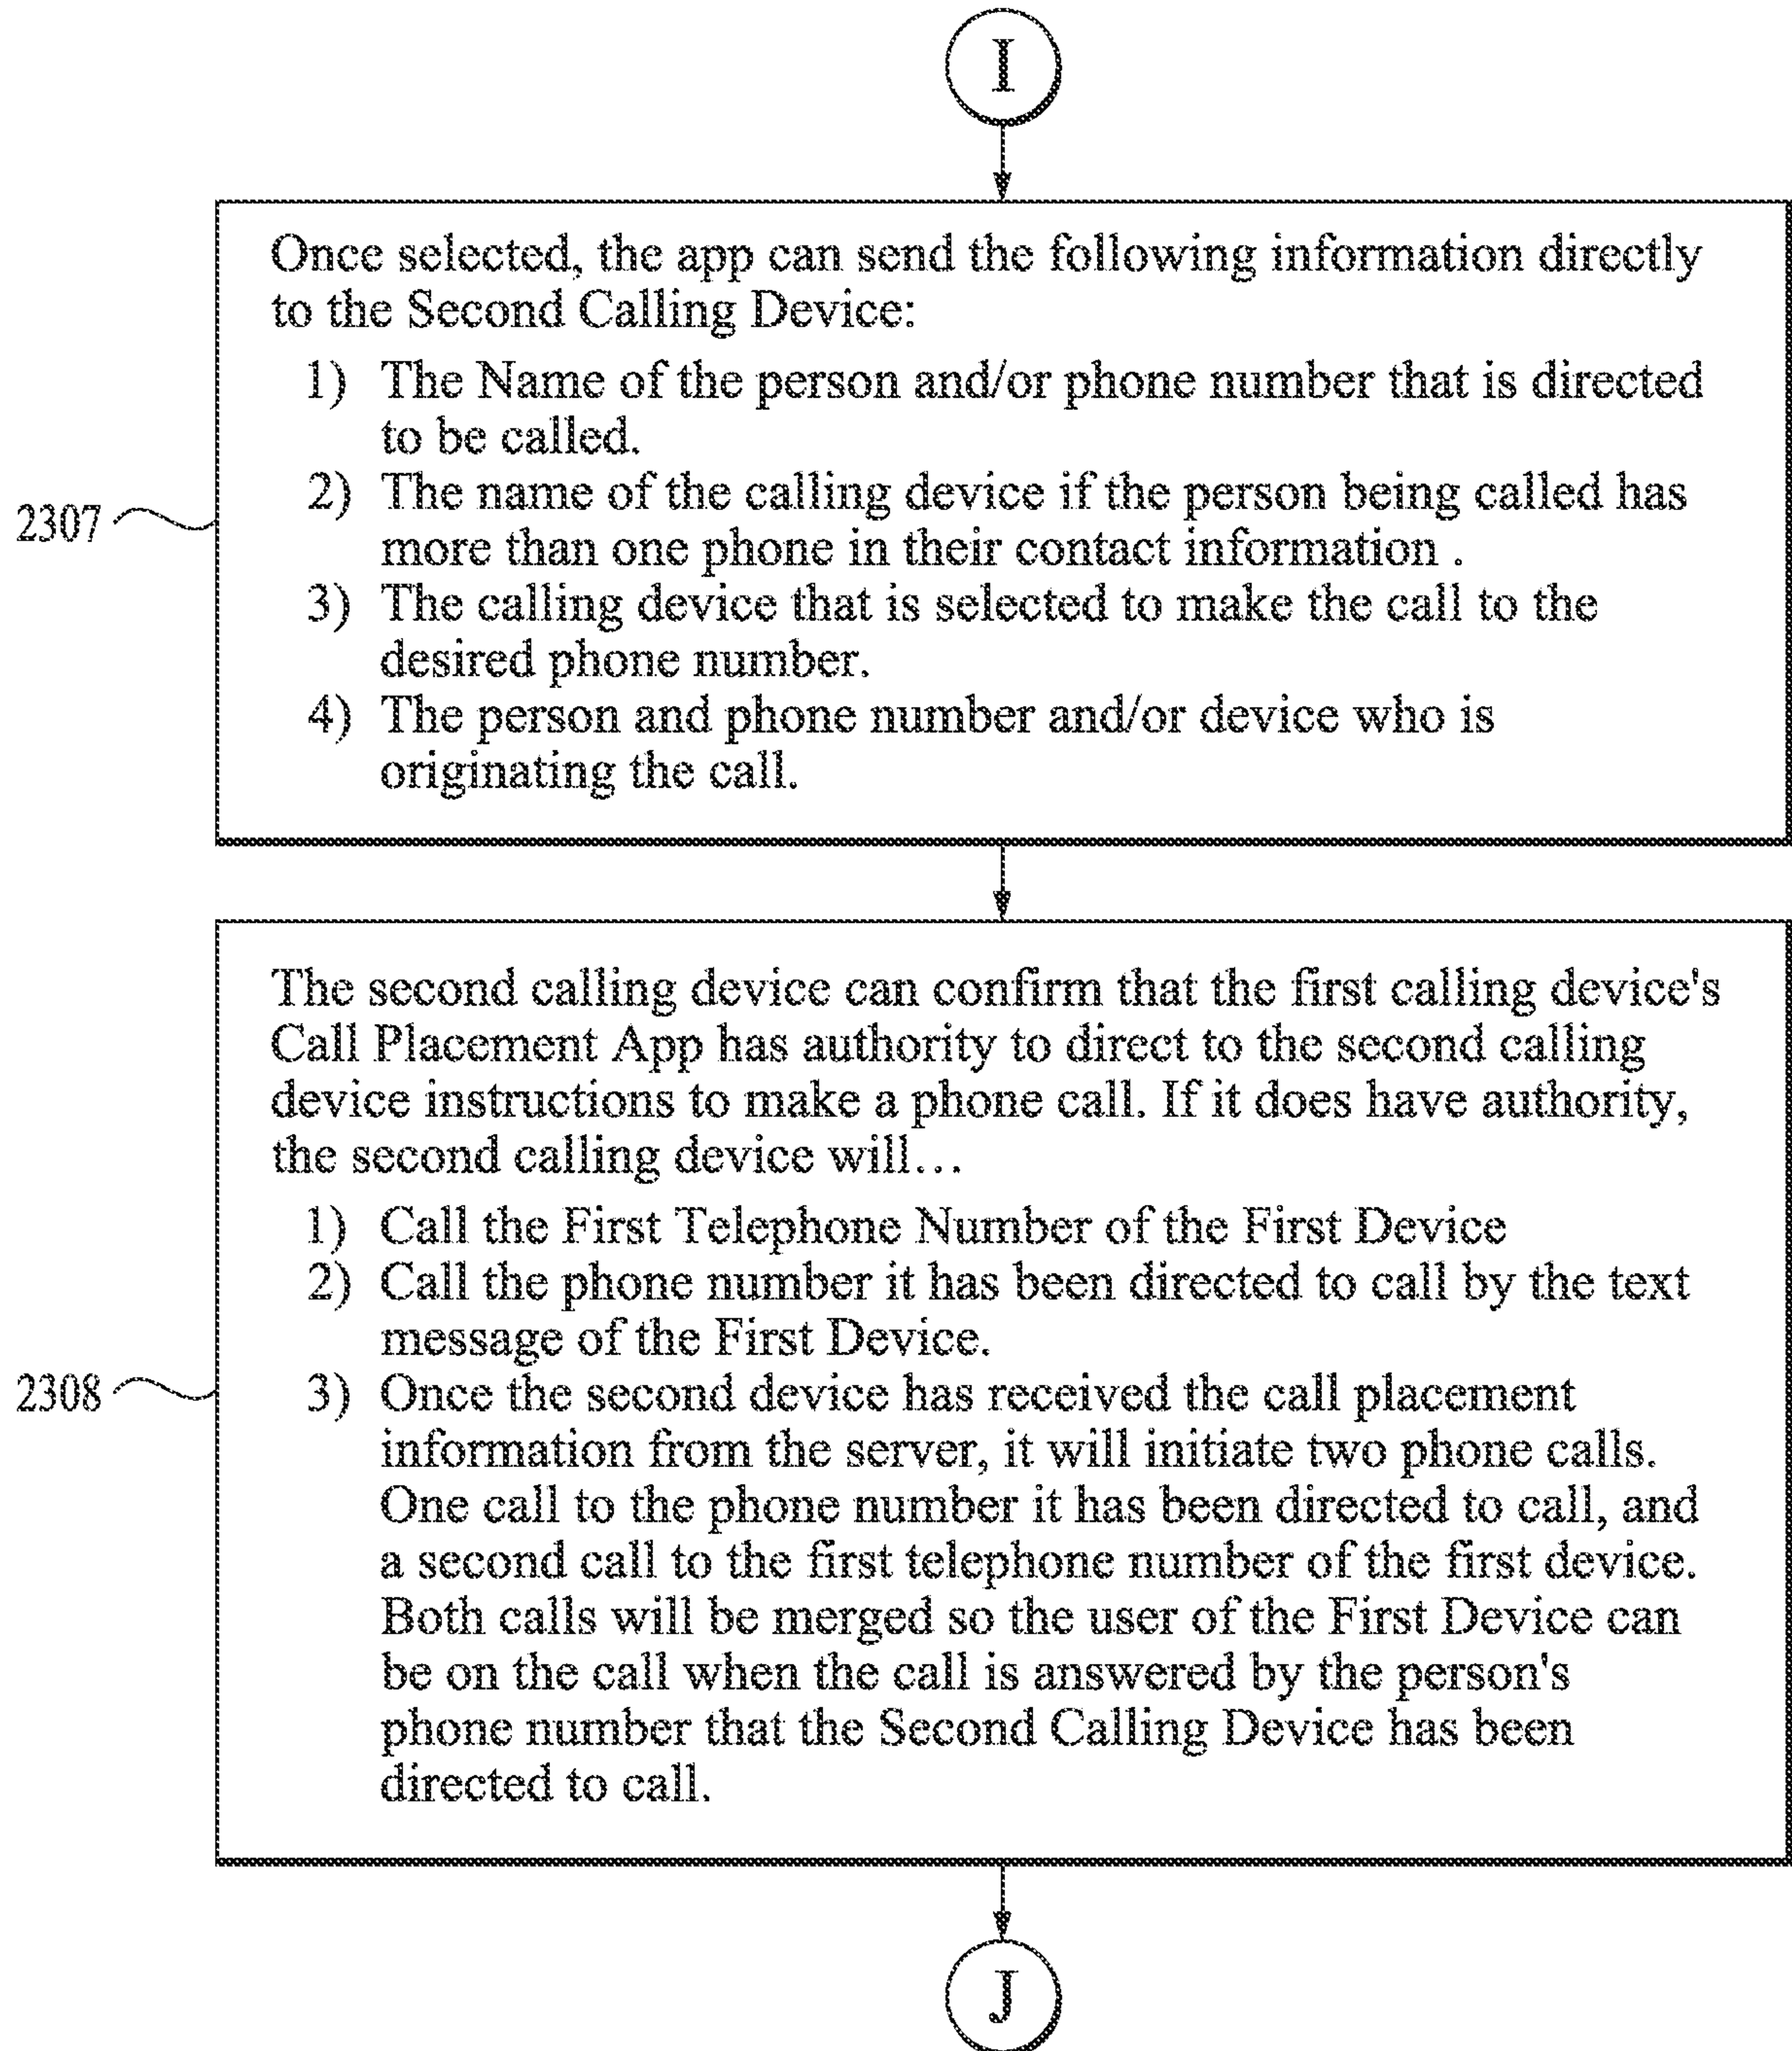 I
Once selected, the app can send the following information directly
to the Second Calling Device:
1) The Name of the person and/or phone number that is directed
to be called.
2) The name of the calling device if the person being called has
more than one phone in their contact information .
3) The calling device that is selected to make the call to the
desired phone number.
4) The person and phone number and/or device who is
originating the call.
2307
The second calling device can confirm that the first calling device's
Call Placement App has authority to direct to the second calling
device instructions to make a phone call. If it does have authority,
the second calling device will...
1) Call the First Telephone Number of the First Device
2) Call the phone number it has been directed to call by the text
message of the First Device.
3) Once the second device has received the call placement
information from the server, it will initiate two phone calls.
One call to the phone number it has been directed to call, and
a second call to the first telephone number of the first device.
Both calls will be merged so the user of the First Device can
be on the call when the call is answered by the person's
phone number that the Second Calling Device has been
directed to call.
2308
J